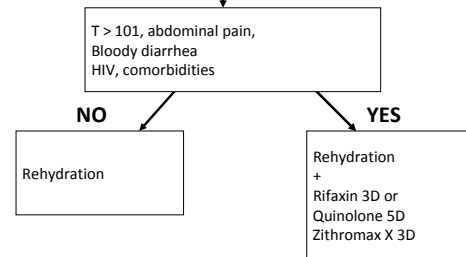 T > 101, abdominal pain,
Bloody diarrhea
HIV, comorbidities
NO
YES
Rehydration
Rehydration
+
Rifaxin 3D or
Quinolone 5D
Zithromax X 3D